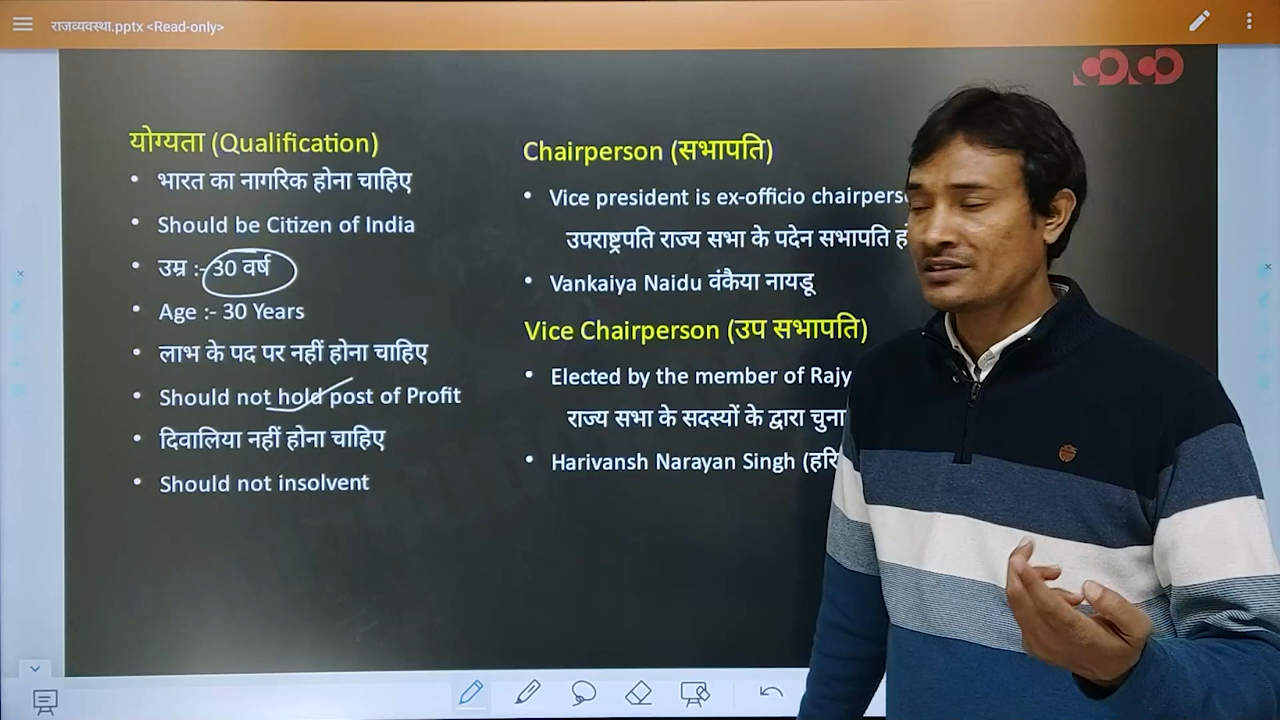 राजव्यवस्था.pptx <Read-only>
योग्यता (Qualification)
• भारत का नागरिक होना चाहिए
• Should be Citizen of India
• उम्र :- 30 वर्ष
• Age :- 30 Years
• लाभ के पद पर नहीं होना चाहिए
• Should not hold post of Profit
• दिवालिया नहीं होना चाहिए
• Should not insolvent
Chairperson (सभापति)
• Vice president is ex-officio
उपराष्ट्रपति राज्य सभा के पदेन सभापति
• Vankaiya Naidu वंकैया नायडू
Vice Chairperson (उप सभापति)
• Elected by the member of
राज्य सभा के सदस्यों के द्वारा चुना
• Harivansh Narayan Singh